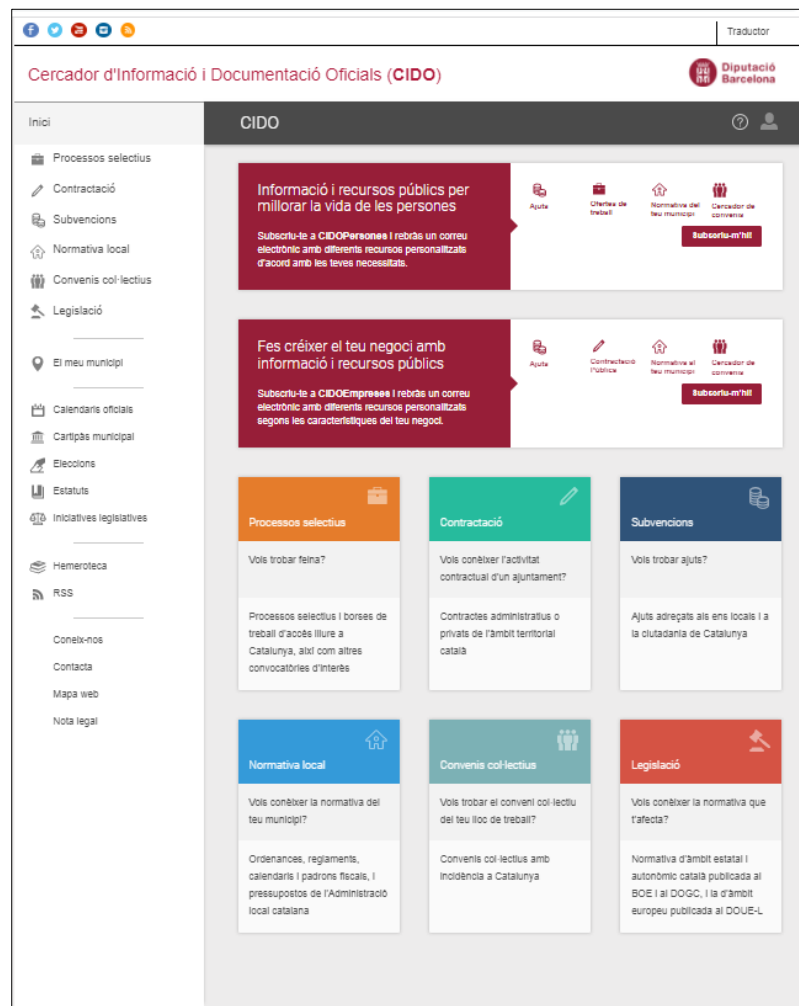 Traductor
Cercador d'Informació i Documentació Oficials (CIDO)
Diputació
Barcelona
Inici
Processos selectius
Contractació
Subvencions
Normativa local
Convenis col·lectius
Legislació
El meu municipi
Calendaris oficials
Cartipàs municipal
Eleccions
Estatuts
Iniciatives legislatives
Hemeroteca
RSS
Coneix-nos
Contacta
Mapa web
Nota legal
CIDO
Informació i recursos públics per
millorar la vida de les persones
Subscriu-te a CIDOPersones i rebràs un correu
electrònic amb diferents recursos personalitzats
d'acord amb les teves necessitats.
Ajuts
Ofertes de
treball
Normativa del
teu municipi
Cercador de
convenis
Subscriu-m'hi!
Fes créixer el teu negoci amb
informació i recursos públics
Subscriu-te a CIDOEmpreses i rebràs un correu
electrònic amb diferents recursos personalitzats
segons les característiques del teu negoci.
Ajuts
Contractació
Pública
Normativa al
teu municipi
Cercador de
convenis
Subscriu-m'hi!
Processos selectius
Vols trobar feina?
Processos selectius i borses de
treball d'accés lliure a
Catalunya, així com altres
convocatòries d'interès
Contractació
Vols conèixer l'activitat
contractual d'un ajuntament?
Contractes administratius o
privats de l'àmbit territorial
català
Subvencions
Vols trobar ajuts?
Ajuts adreçats als ens locals i a
la ciutadania de Catalunya
Normativa local
Vols conèixer la normativa del
teu municipi?
Ordenances, reglaments,
calendaris i padrons fiscals, i
pressupostos de l'Administració
local catalana
Convenis col·lectius
Vols trobar el conveni col·lectiu
del teu lloc de treball?
Convenis col·lectius amb
incidència a Catalunya
Legislació
Vols conèixer la normativa que
t'afecta?
Normativa d'àmbit estatal i
autonòmic català publicada al
BOE i al DOGC, i la d'àmbit
europeu publicada al DOUE-L